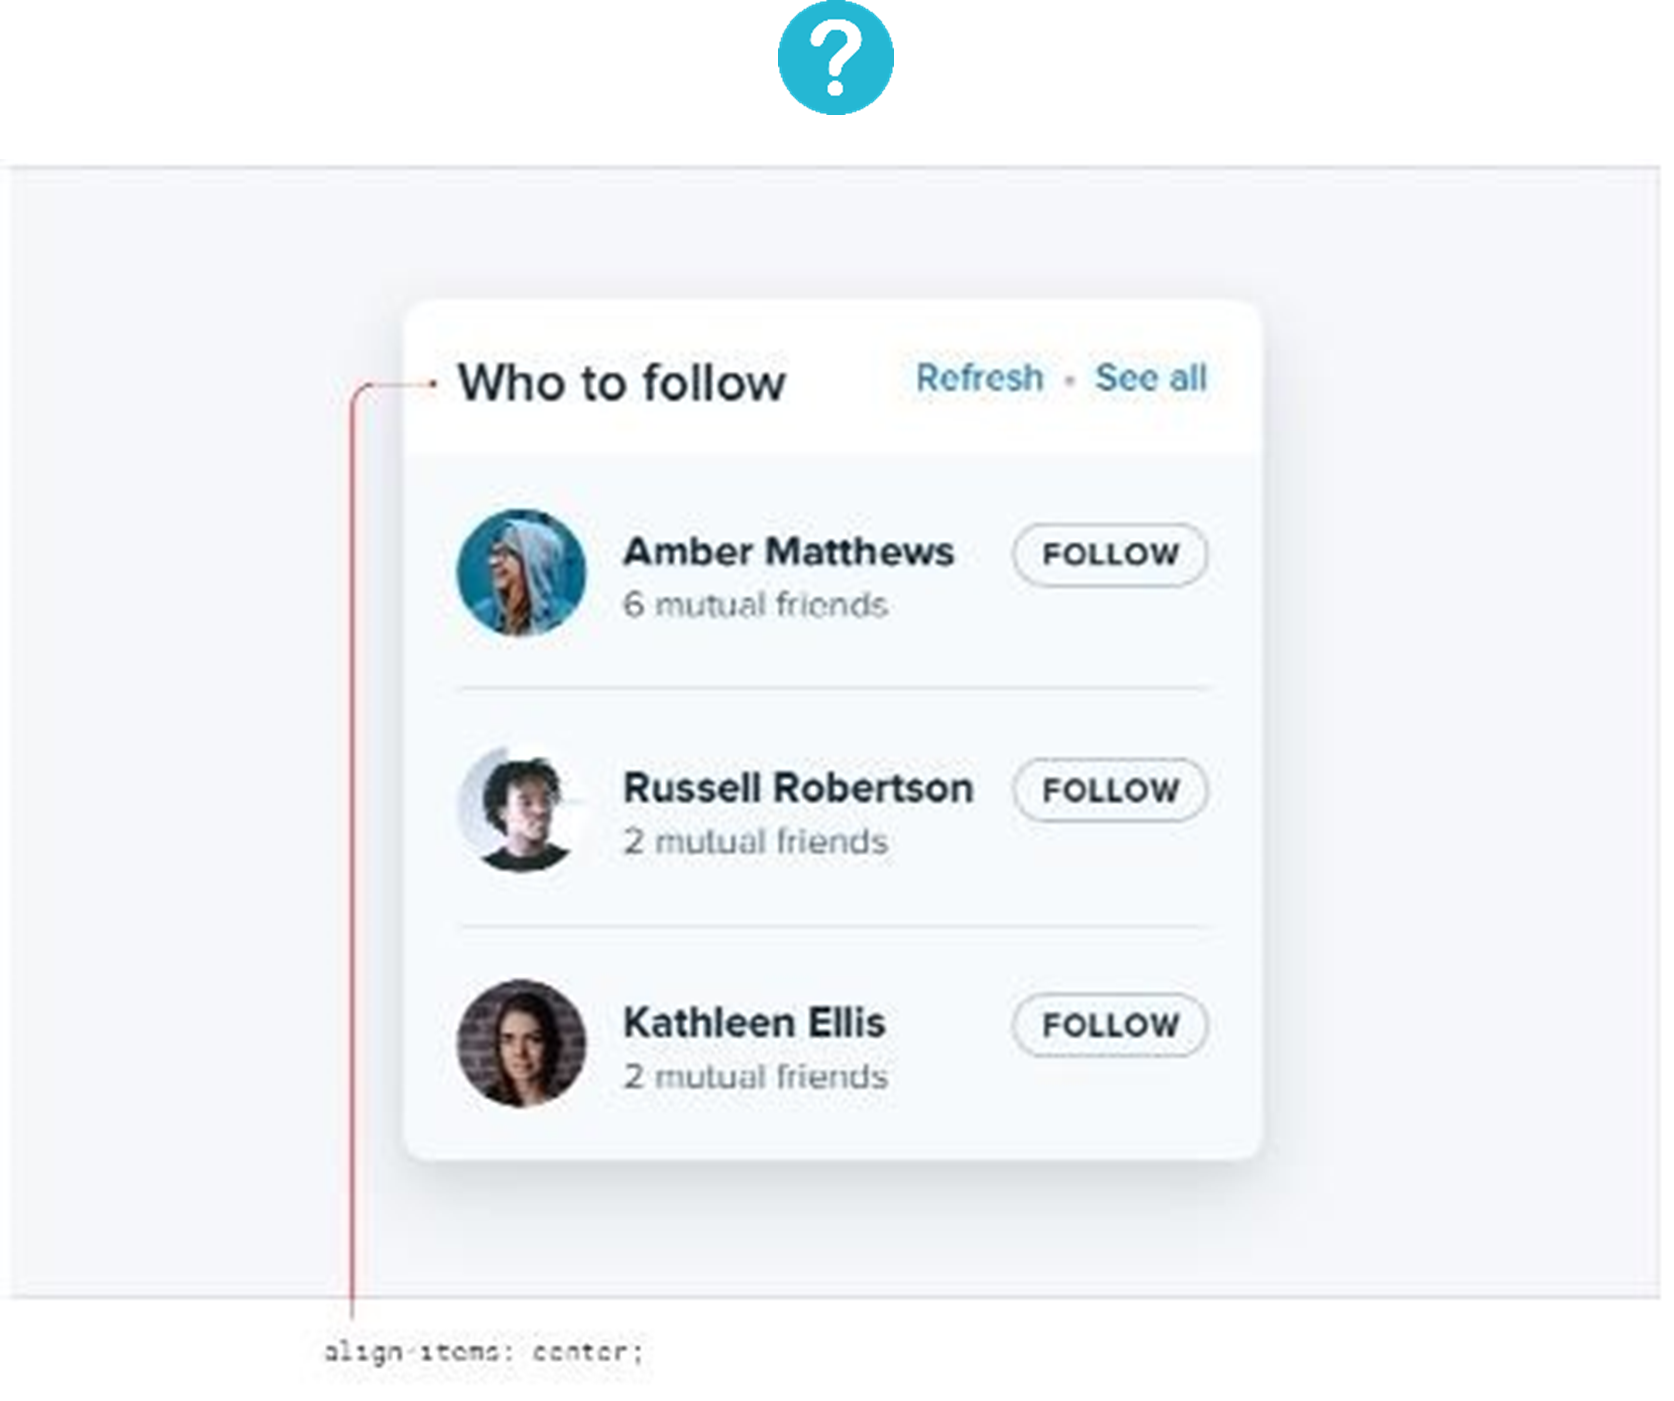 ?
Who to follow
Refresh • See all
Amber Matthews
FOLLOW
6 mutual friends
Russell Robertson
FOLLOW
2 mutual friends
Kathleen Ellis
FOLLOW
2 mutual friends
align-items: center;